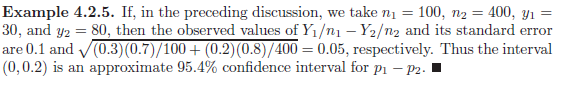 Example 4.2.5. If, in the preceding discussion, we take n₁ = 100, n₂ = 400, y₁ =
30, and y₂ = 80, then the observed values of Y₁/n₁ − Y₂/n₂ and its standard error
are 0.1 and √(0.3)(0.7)/100 + (0.2)(0.8)/400 = 0.05, respectively. Thus the interval
(0, 0.2) is an approximate 95.4% confidence interval for p₁ − p₂. ■